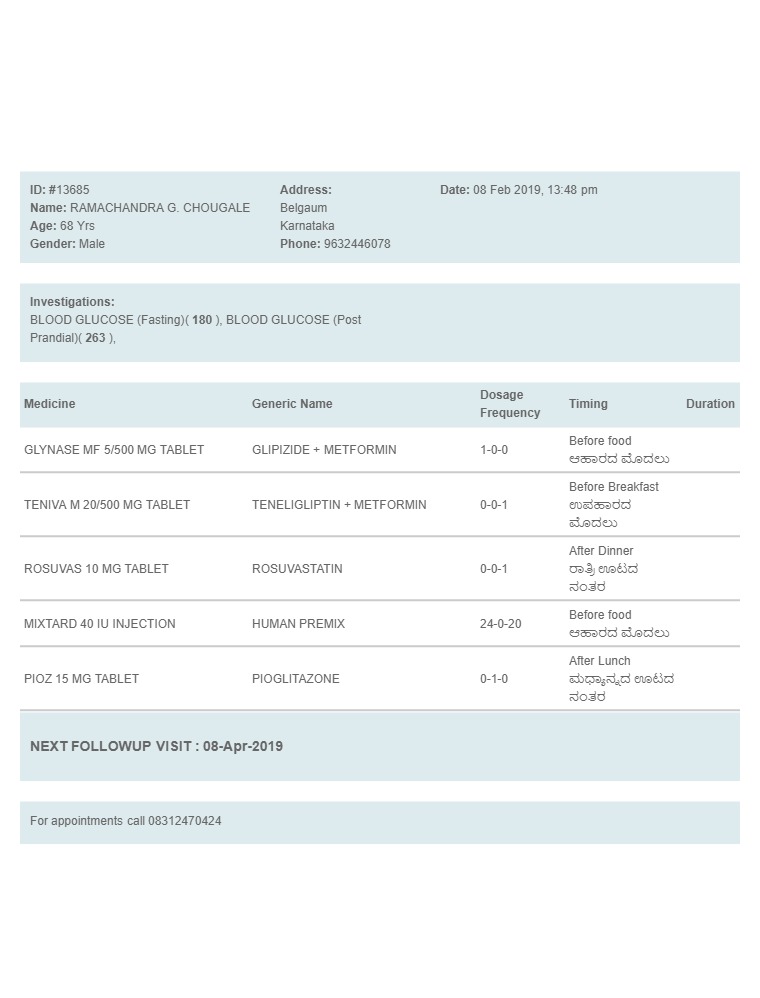 ID: #13685
Name: RAMACHANDRA G. CHOUGALE
Age: 68 Yrs
Gender: Male
Address:
Belgaum
Karnataka
Phone: 9632446078
Date: 08 Feb 2019, 13:48 pm
Investigations:
BLOOD GLUCOSE (Fasting)( 180 ), BLOOD GLUCOSE (Post
Prandial)( 263 ),
Medicine Generic Name Dosage Frequency Timing Duration
GLYNASE MF 5/500 MG TABLET GLIPIZIDE + METFORMIN 1-0-0 Before food
ಆಹಾರದ ಮೊದಲು
TENIVA M 20/500 MG TABLET TENELIGLIPTIN + METFORMIN 0-0-1 Before Breakfast
ಉಪಹಾರದ
ಮೊದಲು
ROSUVAS 10 MG TABLET ROSUVASTATIN 0-0-1 After Dinner
ರಾತ್ರಿ ಊಟದ
ನಂತರ
MIXTARD 40 IU INJECTION HUMAN PREMIX 24-0-20 Before food
ಆಹಾರದ ಮೊದಲು
PIOZ 15 MG TABLET PIOGLITAZONE 0-1-0 After Lunch
ಮಧ್ಯಾನ್ನದ ಊಟದ
ನಂತರ
NEXT FOLLOWUP VISIT : 08-Apr-2019
For appointments call 08312470424